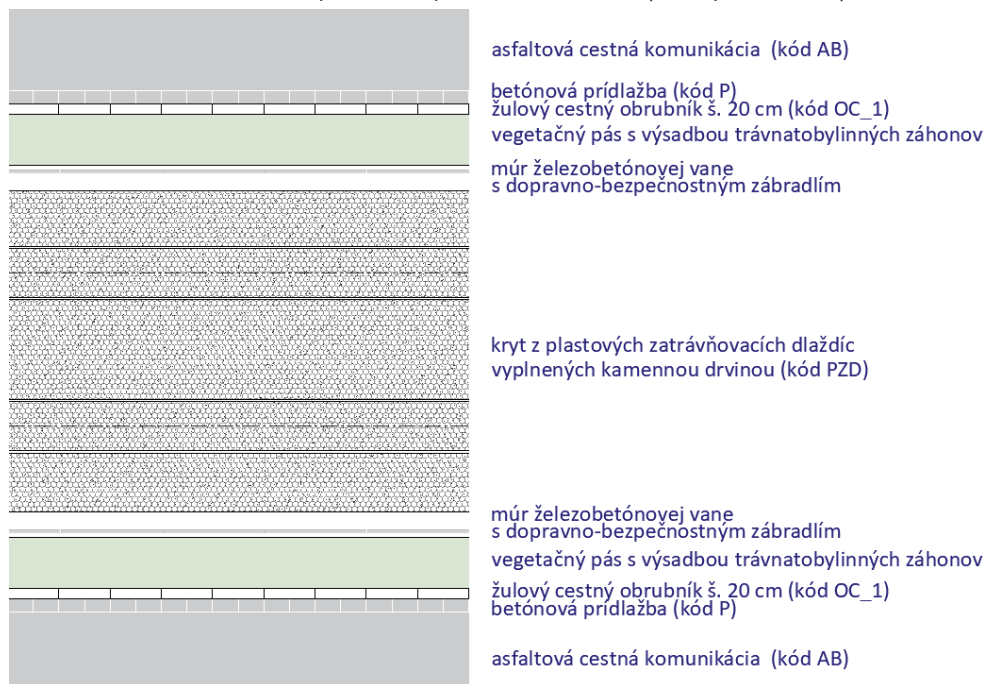 asfaltová cestná komunikácia (kód AB)
betónová prídlažba (kód P)
žulový cestný obrubník š. 20 cm (kód OC_1)
vegetačný pás s výsadbou trávnatobylinných záhonov
múr železobetónovej vane
s dopravno-bezpečnostným zábradlím
kryt z plastových zatrávňovacích dlaždíc
vyplnených kamennou drvinou (kód PZD)
múr železobetónovej vane
s dopravno-bezpečnostným zábradlím
vegetačný pás s výsadbou trávnatobylinných záhonov
žulový cestný obrubník š. 20 cm (kód OC_1)
betónová prídlažba (kód P)
asfaltová cestná komunikácia (kód AB)